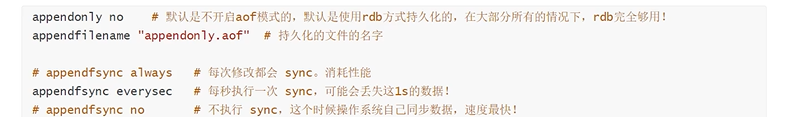 appendonly no    # 默认是不开启aof模式的，默认是使用rdb方式持久化的，在大部分所有的情况下，rdb完全够用！
appendfilename "appendonly.aof"  # 持久化的文件的名字
# appendfsync always   # 每次修改都会 sync。消耗性能
appendfsync everysec   # 每秒执行一次 sync，可能会丢失这1s的数据！
# appendfsync no       # 不执行 sync，这个时候操作系统自己同步数据，速度最快！